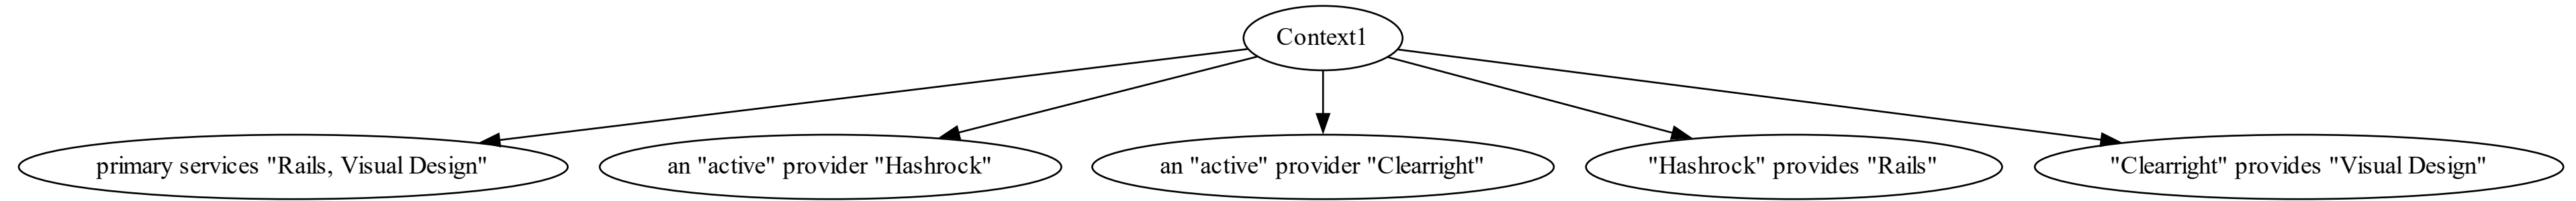 Context1
primary services "Rails, Visual Design"
an "active" provider "Hashrock"
an "active" provider "Clearright"
"Hashrock" provides "Rails"
"Clearright" provides "Visual Design"